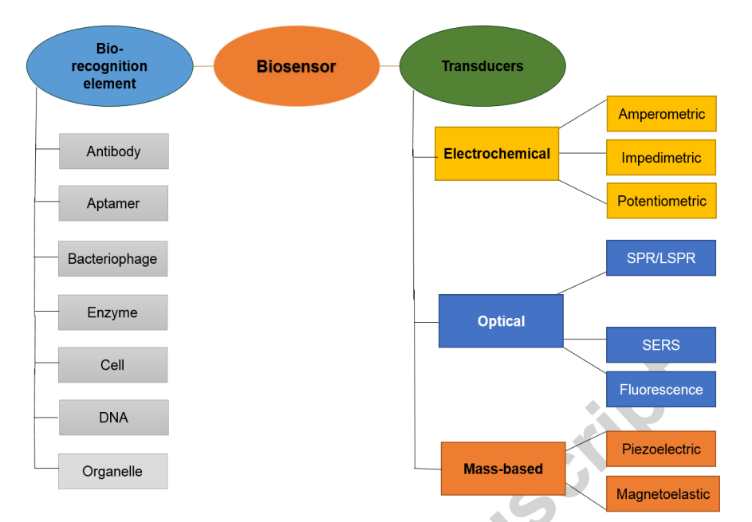 Bio-
recognition
element
Biosensor
Transducers
Antibody
Aptamer
Bacteriophage
Enzyme
Cell
DNA
Organelle
Electrochemical
Amperometric
Impedimetric
Potentiometric
Optical
SPR/LSPR
SERS
Fluorescence
Mass-based
Piezoelectric
Magnetoelastic